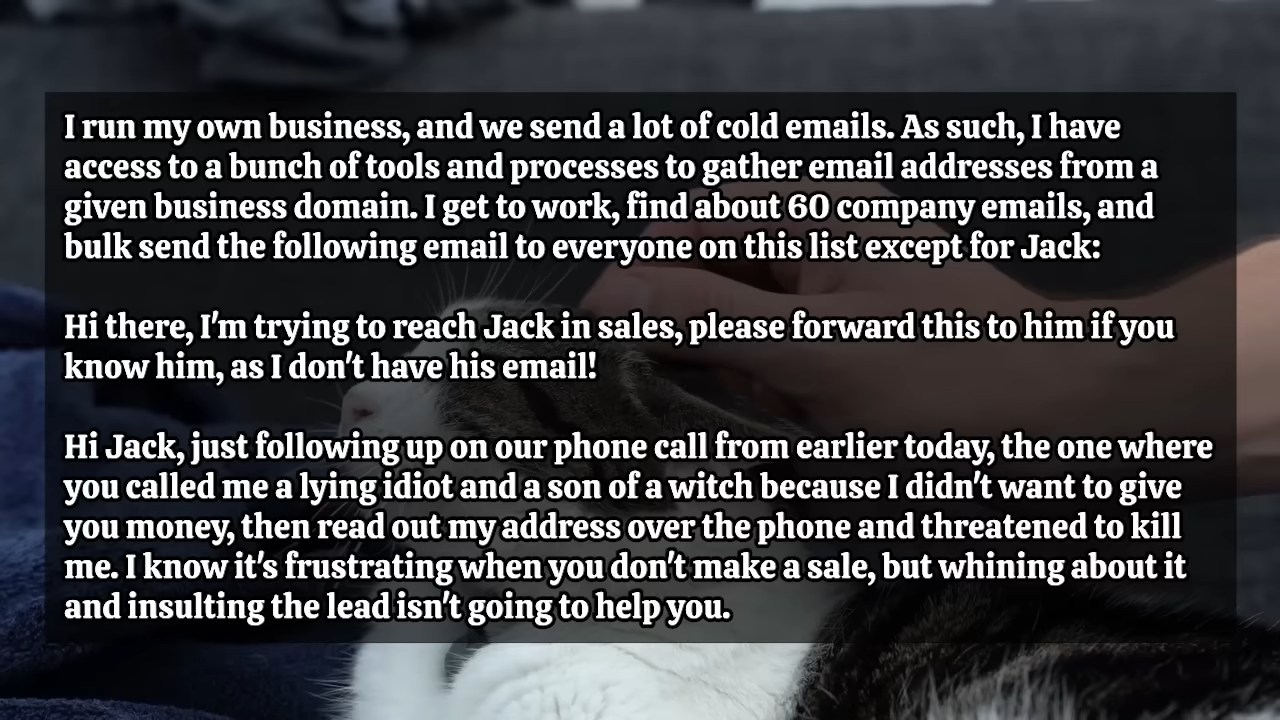 I run my own business, and we send a lot of cold emails. As such, I have
access to a bunch of tools and processes to gather email addresses from a
given business domain. I get to work, find about 60 company emails, and
bulk send the following email to everyone on this list except for Jack:
Hi there, I'm trying to reach Jack in sales, please forward this to him if you
know him, as I don't have his email!
Hi Jack, just following up on our phone call from earlier today, the one where
you called me a lying idiot and a son of a witch because I didn't want to give
you money, then read out my address over the phone and threatened to kill
me. I know it's frustrating when you don't make a sale, but whining about it
and insulting the lead isn't going to help you.